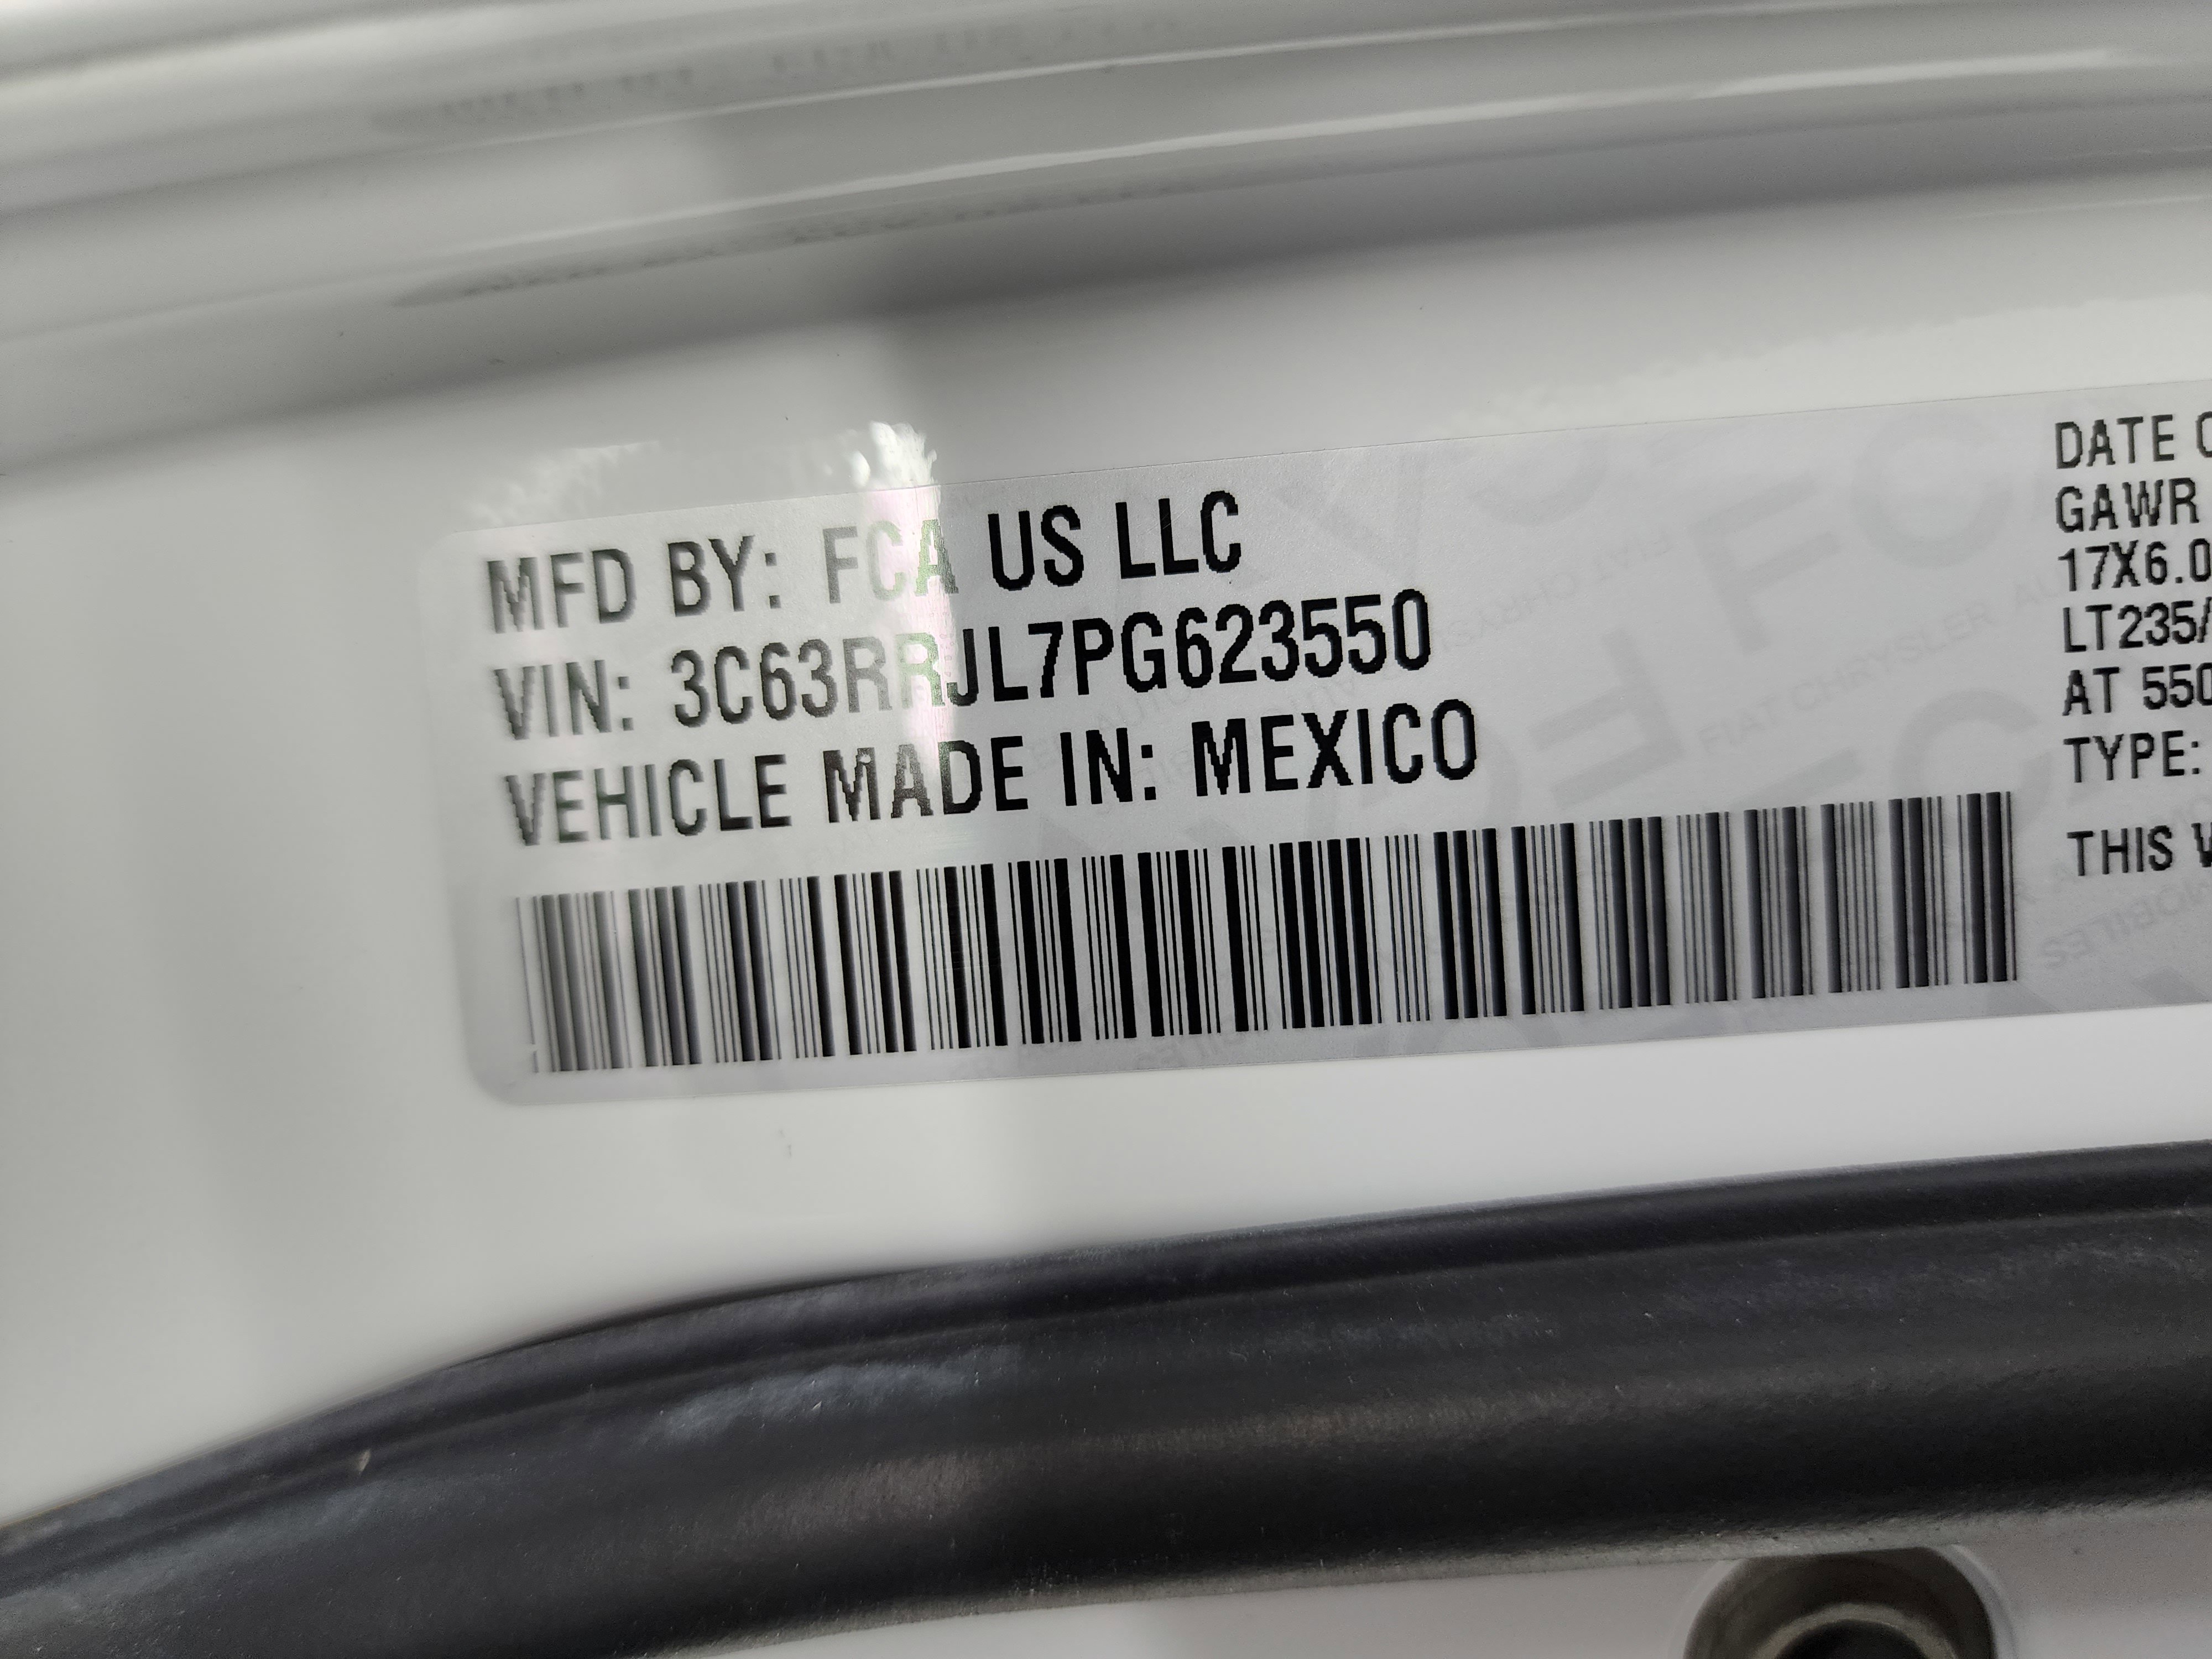 MFD BY: FCA US LLC
VIN: 3C63RRJL7PG623550
VEHICLE MADE IN: MEXICO
DATE
GAWR
17X6.0
LT235/
AT 550
TYPE:
THIS